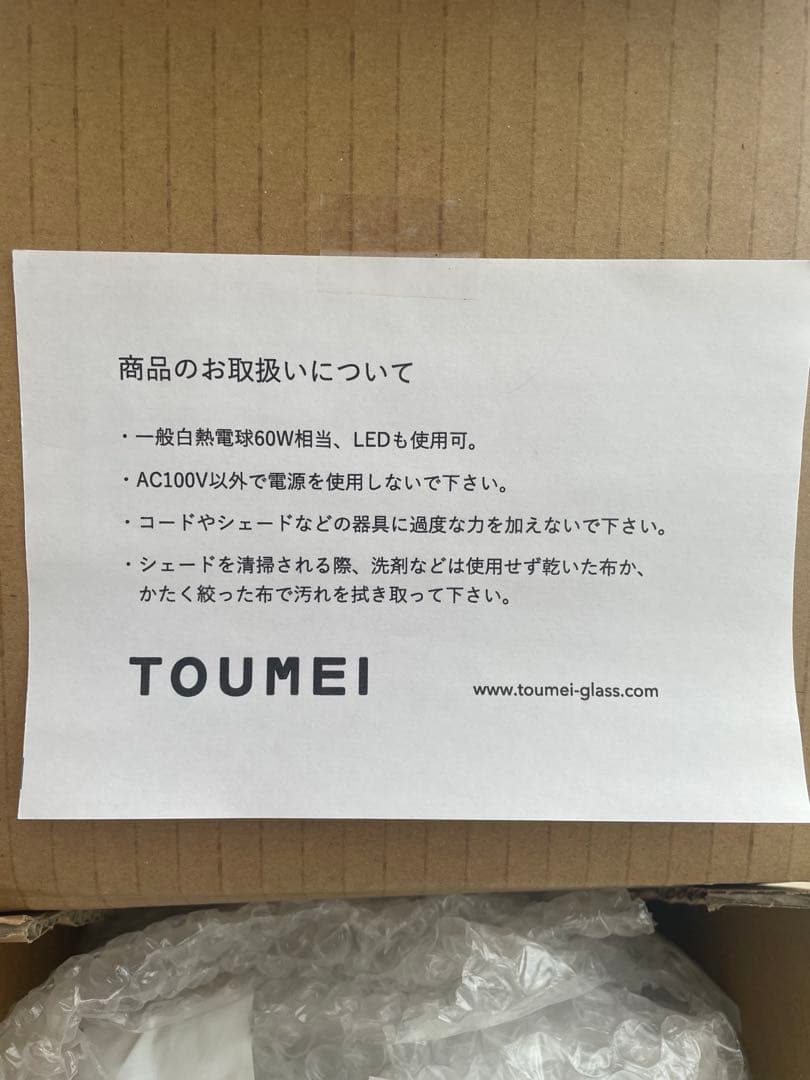 商品のお取扱いについて
・一般白熱電球60W相当、LEDも使用可。
・AC100V以外で電源を使用しないで下さい。
・コードやシェードなどの器具に過度な力を加えないで下さい。
・シェードを清掃される際、洗剤などは使用せず乾いた布か、
かたく絞った布で汚れを拭き取って下さい。
TOUMEI
www.toumei-glass.com